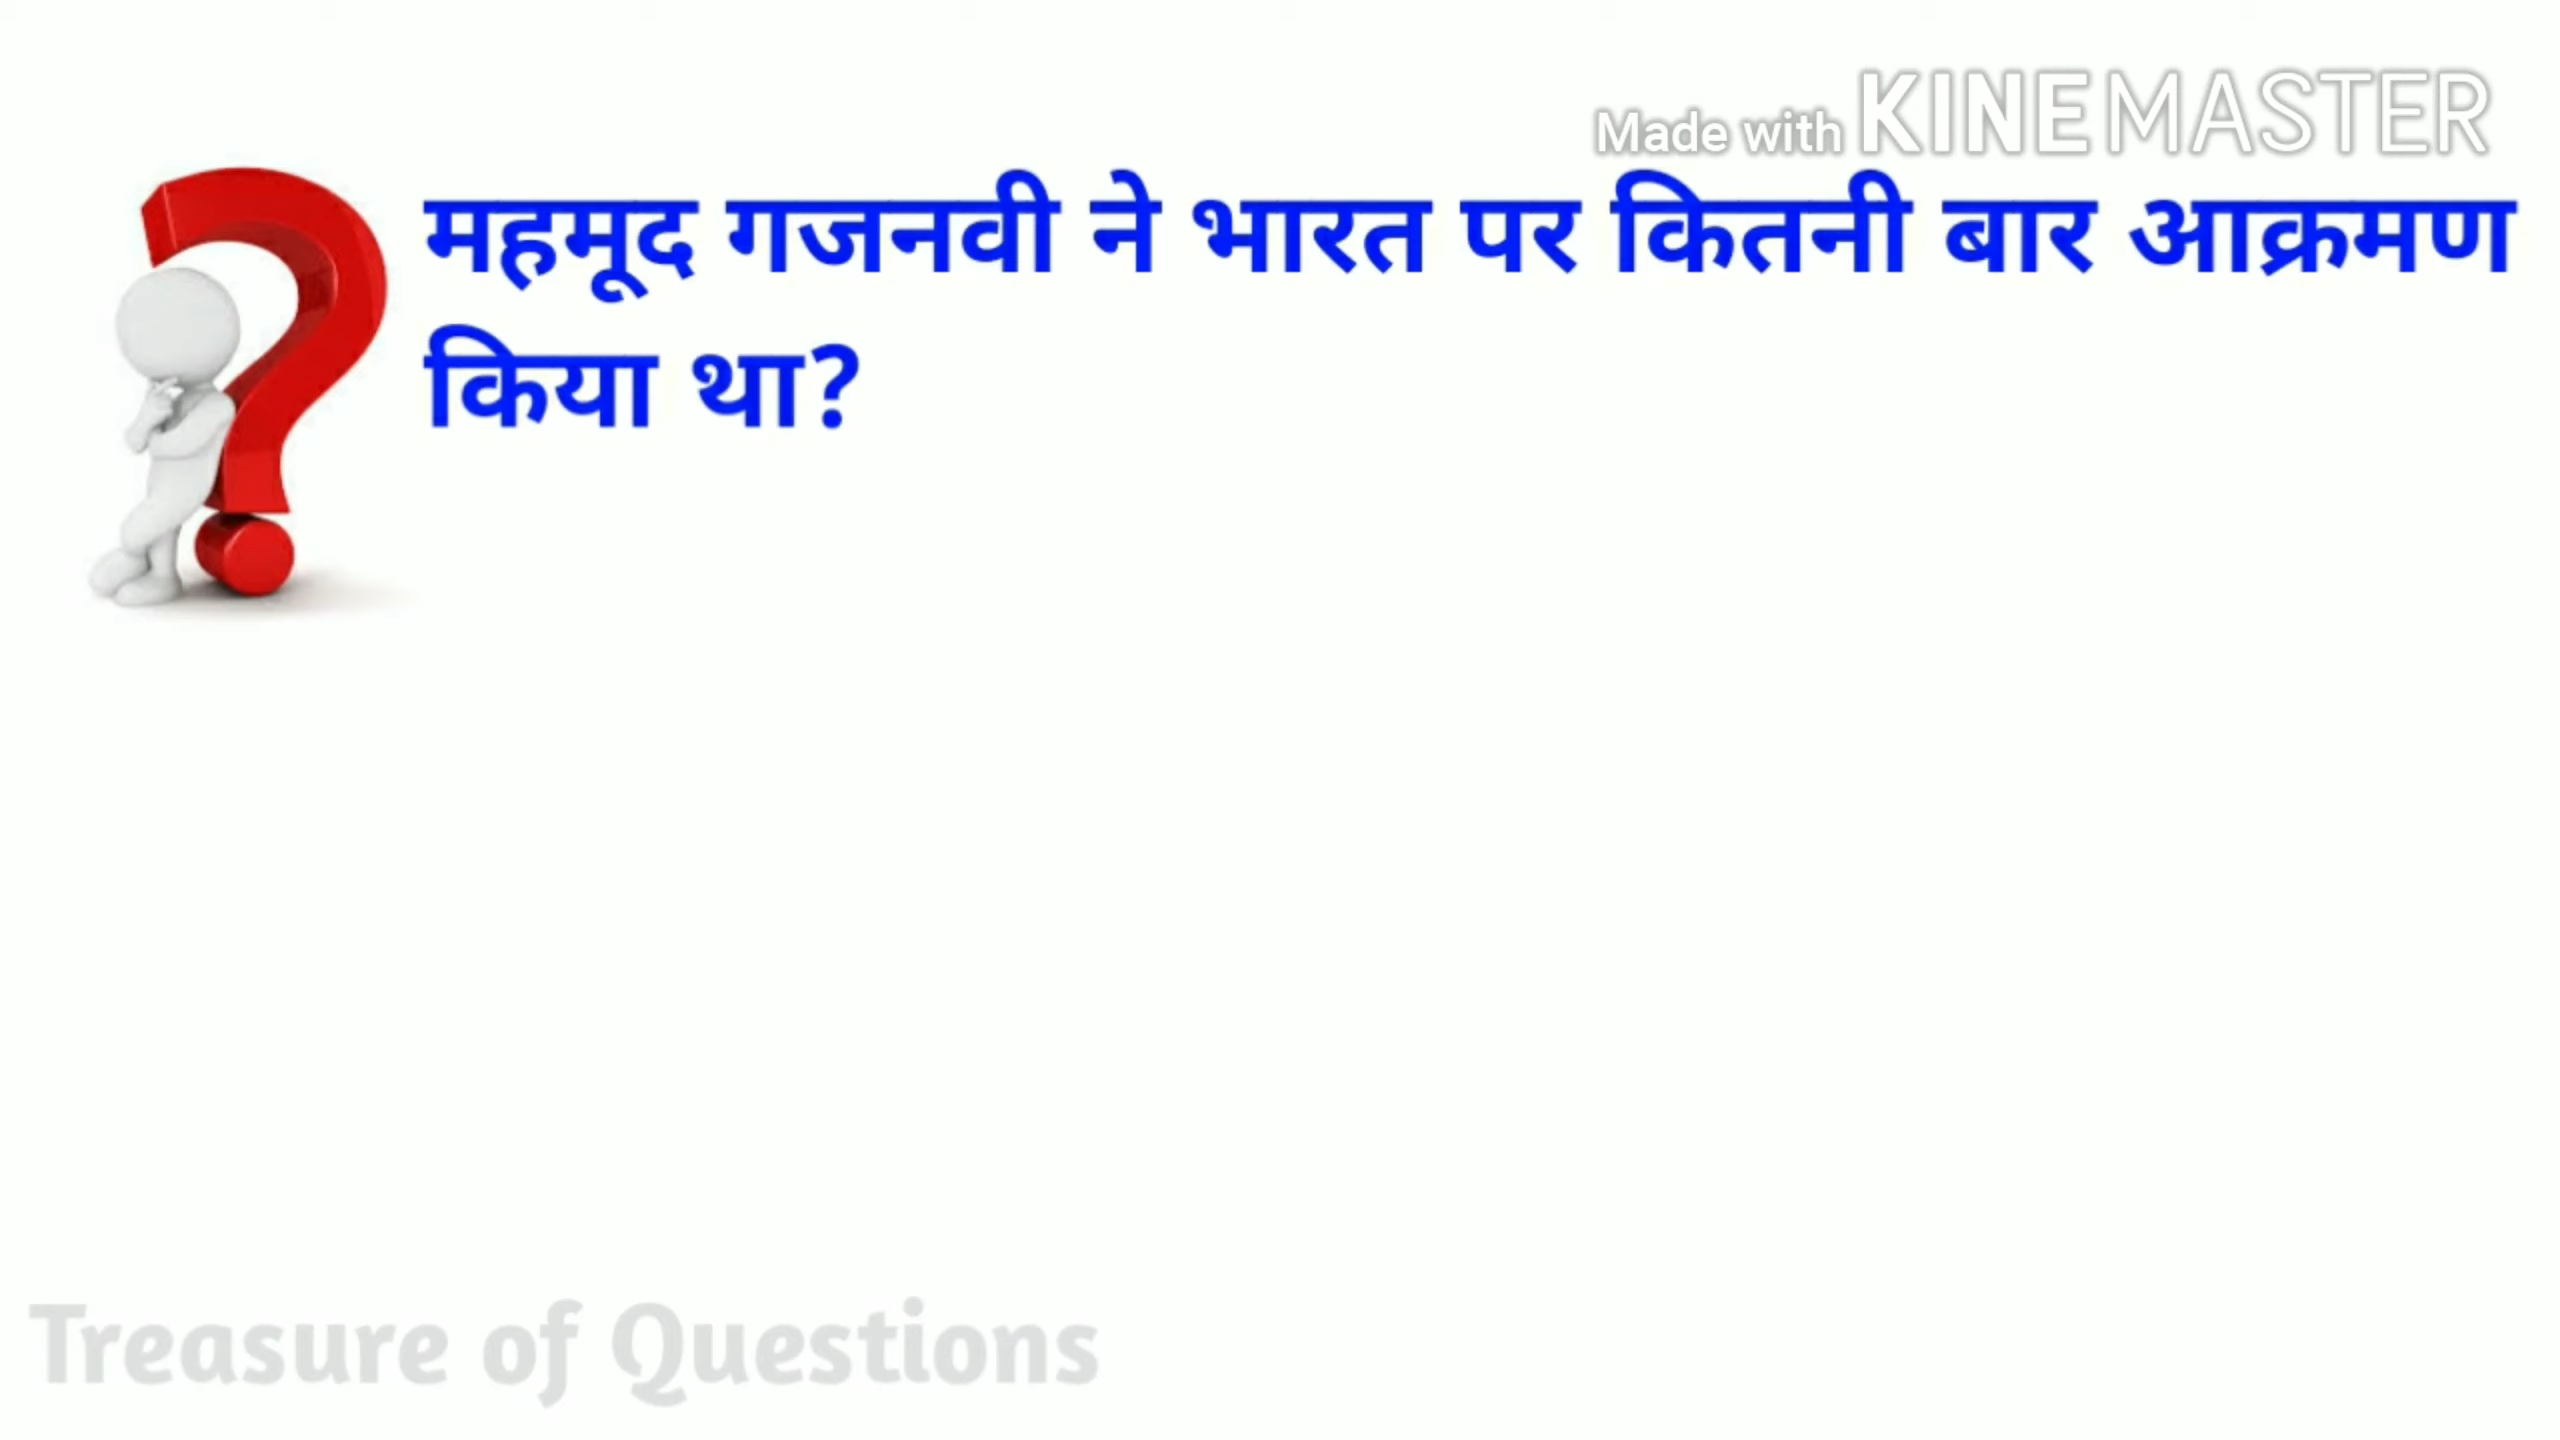 Made with KINEMASTER
महमूद गजनवी ने भारत पर कितनी बार आक्रमण
किया था?
Treasure of Questions